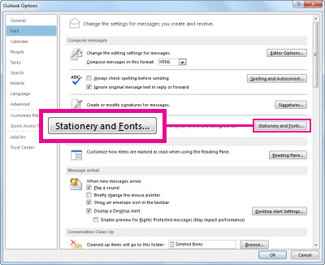 Outlook Options
General
Mail
Calendar
People
Tasks
Search
Mobile
Language
Advanced
Customize
Quick Access
Add-Ins
Trust Center
Change the settings for messages you create and receive.
Compose messages
Change the editing settings for messages.
Editor Options...
Compose messages in this format: HTML
Always check spelling before sending
Spelling and Autocorrect...
Ignore original message text in reply or forward
Create or modify signatures for messages.
Signatures...
Stationery and Fonts...
Stationery and Fonts...
Customize how items are marked as read when using the Reading Pane.
Reading Pane...
Message arrival
When new messages arrive:
Play a sound
Briefly change the mouse pointer
Show an envelope icon in the taskbar
Display a Desktop Alert
Desktop Alert Settings...
Enable preview for Rights Protected messages (May impact performance)
Conversation Clean Up
Cleaned-up items will go to this folder:
Deleted Items
Browse...
OK
Cancel